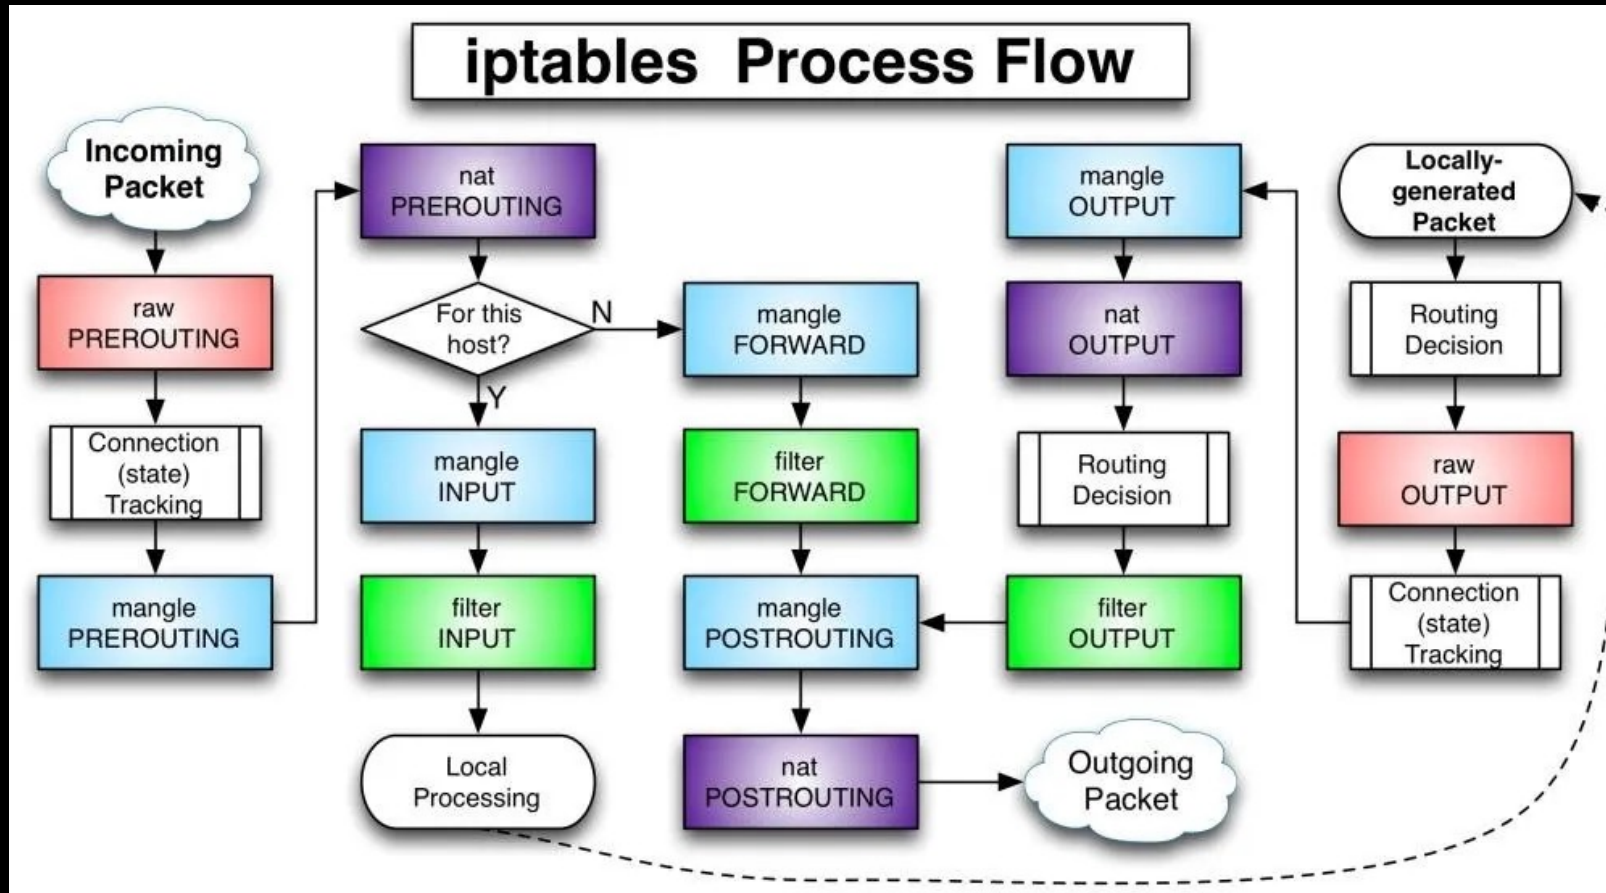 iptables Process Flow
Incoming
Packet
raw
PREROUTING
Connection
(state)
Tracking
mangle
PREROUTING
nat
PREROUTING
For this
host?
N
Y
mangle
INPUT
filter
INPUT
Local
Processing
mangle
FORWARD
filter
FORWARD
mangle
POSTROUTING
nat
POSTROUTING
mangle
OUTPUT
nat
OUTPUT
Routing
Decision
filter
OUTPUT
Outgoing
Packet
Locally-
generated
Packet
Routing
Decision
raw
OUTPUT
Connection
(state)
Tracking